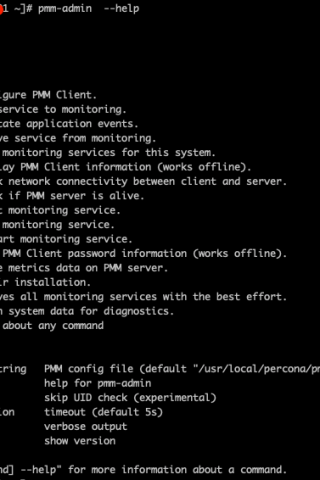 1 ~]# pmm-admin --help
gure PMM Client.
service to monitoring.
tate application events.
ve service from monitoring.
monitoring services for this system.
lay PMM Client information (works offline).
k network connectivity between client and server.
k if PMM server is alive.
t monitoring service.
monitoring service.
art monitoring service.
PMM Client password information (works offline).
e metrics data on PMM server.
ir installation.
ves all monitoring services with the best effort.
n system data for diagnostics.
about any command
tring PMM config file (default "/usr/local/percona/pm
help for pmm-admin
skip UID check (experimental)
ion timeout (default 5s)
verbose output
show version
nd] --help" for more information about a command.